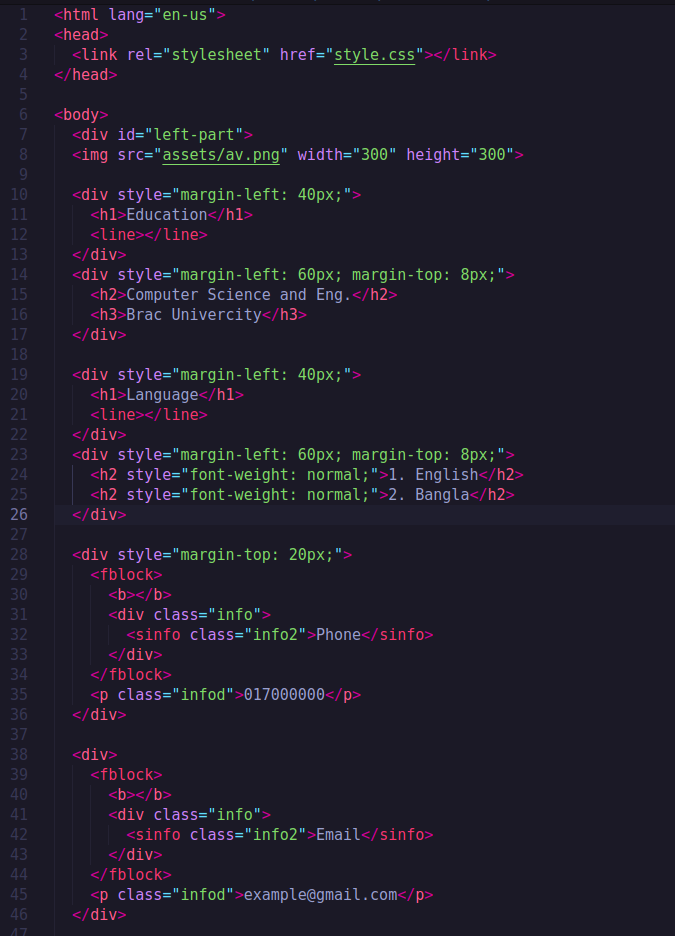 1 <html lang="en-us">
2 <head>
3 <link rel="stylesheet" href="style.css"></link>
4 </head>
5
6 <body>
7 <div id="left-part">
8 <img src="assets/av.png" width="300" height="300">
9
10 <div style="margin-left: 40px;">
11 <h1>Education</h1>
12 <line></line>
13 </div>
14 <div style="margin-left: 60px; margin-top: 8px;">
15 <h2>Computer Science and Eng.</h2>
16 <h3>Brac Univercity</h3>
17 </div>
18
19 <div style="margin-left: 40px;">
20 <h1>Language</h1>
21 <line></line>
22 </div>
23 <div style="margin-left: 60px; margin-top: 8px;">
24 <h2 style="font-weight: normal;">1. English</h2>
25 <h2 style="font-weight: normal;">2. Bangla</h2>
26 </div>
27
28 <div style="margin-top: 20px;">
29 <fblock>
30 <b></b>
31 <div class="info">
32 <sinfo class="info2">Phone</sinfo>
33 </div>
34 </fblock>
35 <p class="infod">017000000</p>
36 </div>
37
38 <div>
39 <fblock>
40 <b></b>
41 <div class="info">
42 <sinfo class="info2">Email</sinfo>
43 </div>
44 </fblock>
45 <p class="infod">example@gmail.com</p>
46 </div>
47